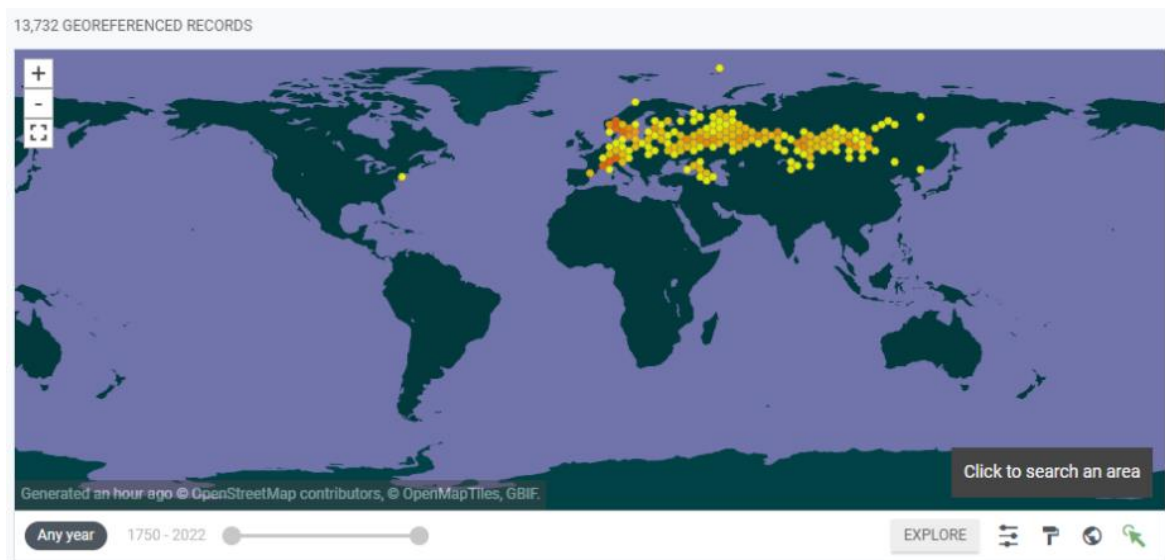 13,732 GEOREFERENCED RECORDS
+
-
Click to search an area
Generated an hour ago © OpenStreetMap contributors, © OpenMapTiles, GBIF.
Any year 1750 - 2022 EXPLORE